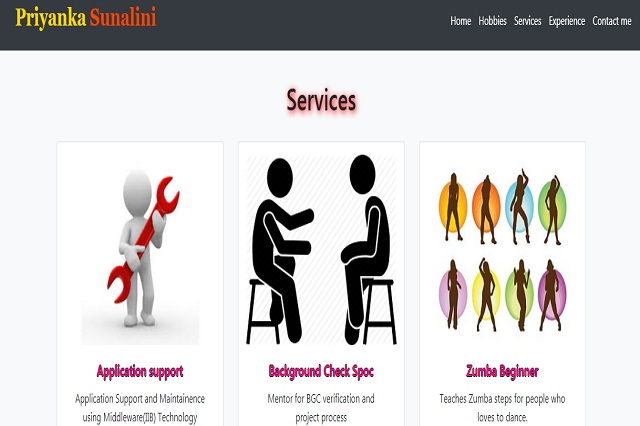 Priyanka Sunalini
Home Hobbies Services Experience Contact me
Services
Application support
Application Support and Maintainence
using Middleware(IIB) Technology
Background Check Spoc
Mentor for BGC verification and
project process
Zumba Beginner
Teaches Zumba steps for people who
loves to dance.